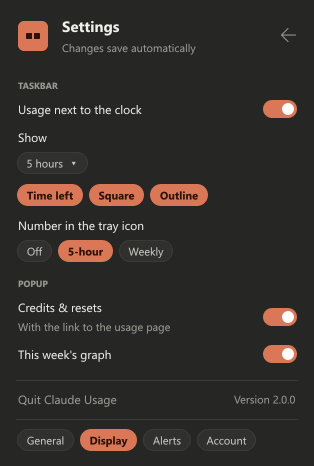 Settings
Changes save automatically
TASKBAR
Usage next to the clock
Show
5 hours
Time left Square Outline
Number in the tray icon
Off 5-hour Weekly
POPUP
Credits & resets
With the link to the usage page
This week's graph
Quit Claude Usage Version 2.0.0
General Display Alerts Account